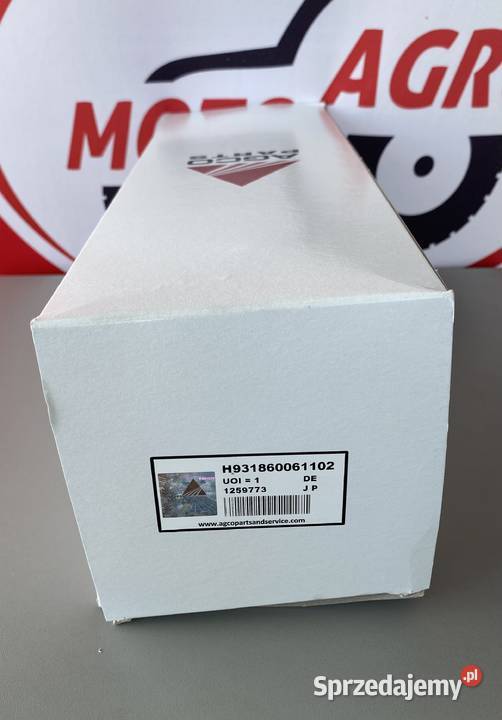 MOTO AGR
AGCO
PARTS
H931860061102
UOI = 1 DE
1259773 J P
www.agcopartsandservice.com
Sprzedajemy.pl